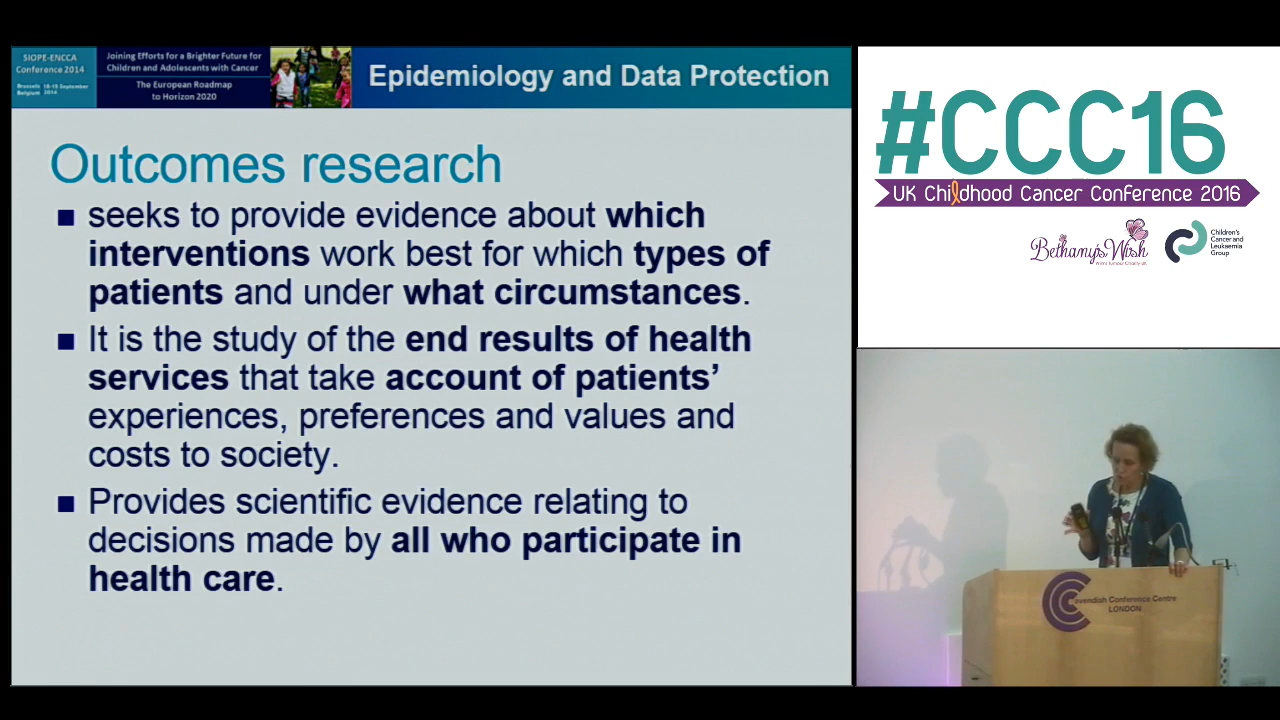 SIOPE-ENCCA
Conference 2014
Brussels 18-19 September
Belgium 2014
Joining Efforts for a Brighter Future for
Children and Adolescents with Cancer
The European Roadmap
to Horizon 2020
Epidemiology and Data Protection
Outcomes research
seeks to provide evidence about which
interventions work best for which types of
patients and under what circumstances.
It is the study of the end results of health
services that take account of patients’
experiences, preferences and values and
costs to society.
Provides scientific evidence relating to
decisions made by all who participate in
health care.
#CCC16
UK Childhood Cancer Conference 2016
Bethany's Wish
Children's
Cancer and
Leukaemia
Group
Cavendish Conference Centre
LONDON